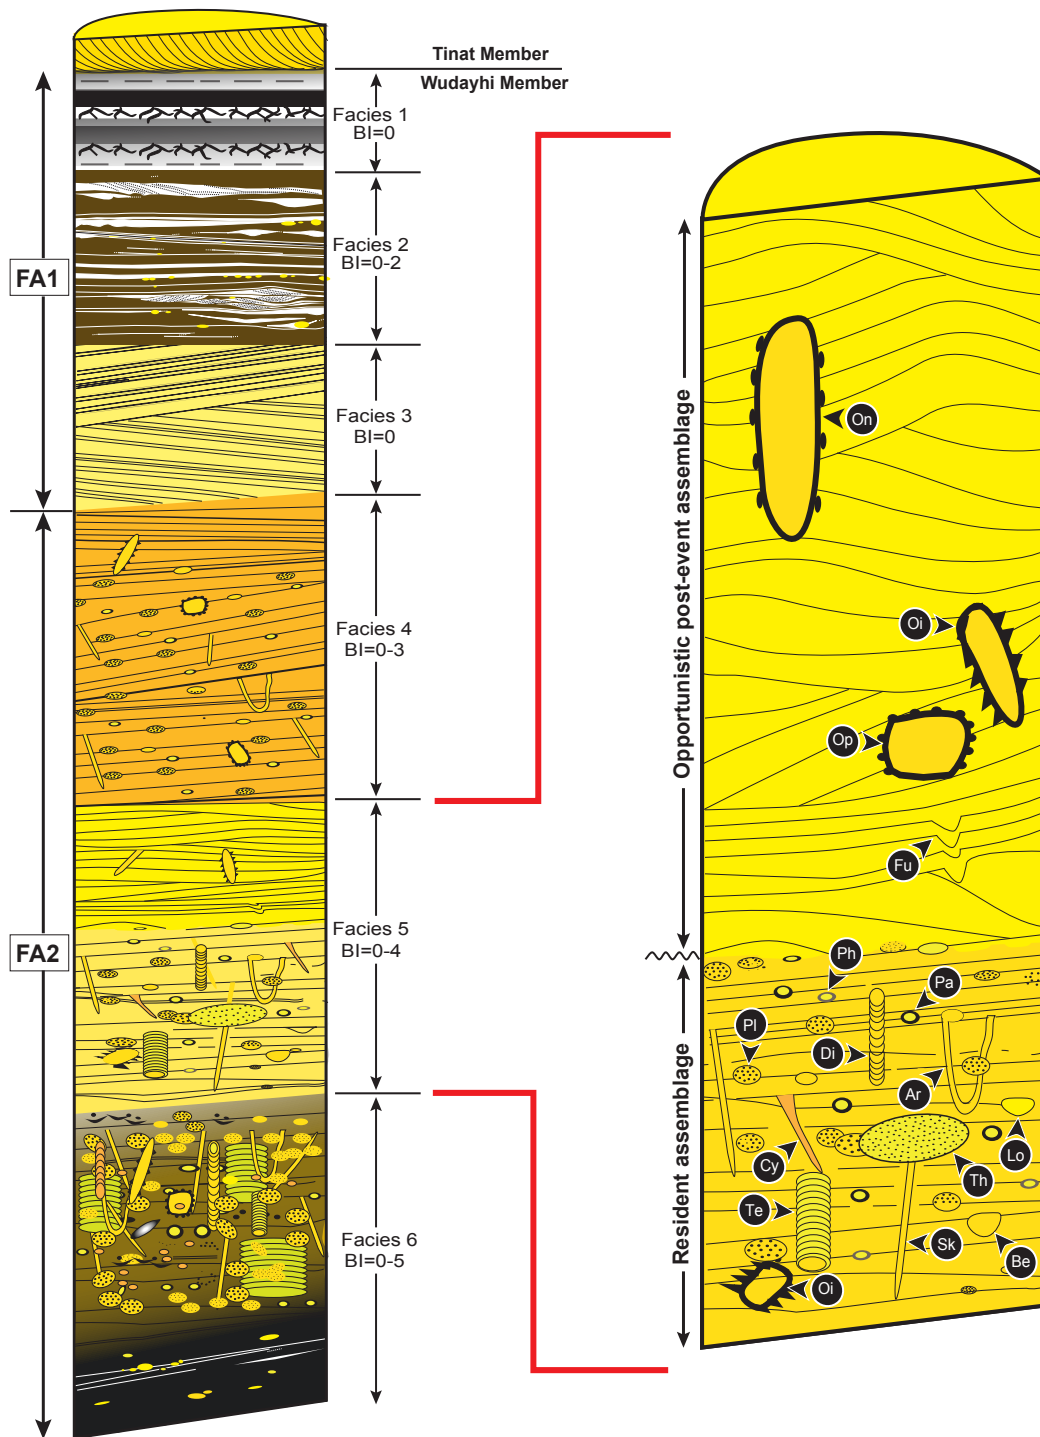 Tinat Member
Wudayhi Member
Facies 1
BI=0
Facies 2
BI=0-2
FA1
Facies 3
BI=0
Facies 4
BI=0-3
Facies 5
BI=0-4
FA2
Facies 6
BI=0-5
Opportunistic post-event assemblage
On
Oi
Op
Fu
Resident assemblage
Ph
Pa
Pl
Di
Ar
Cy
Lo
Th
Te
Sk
Be
Oi